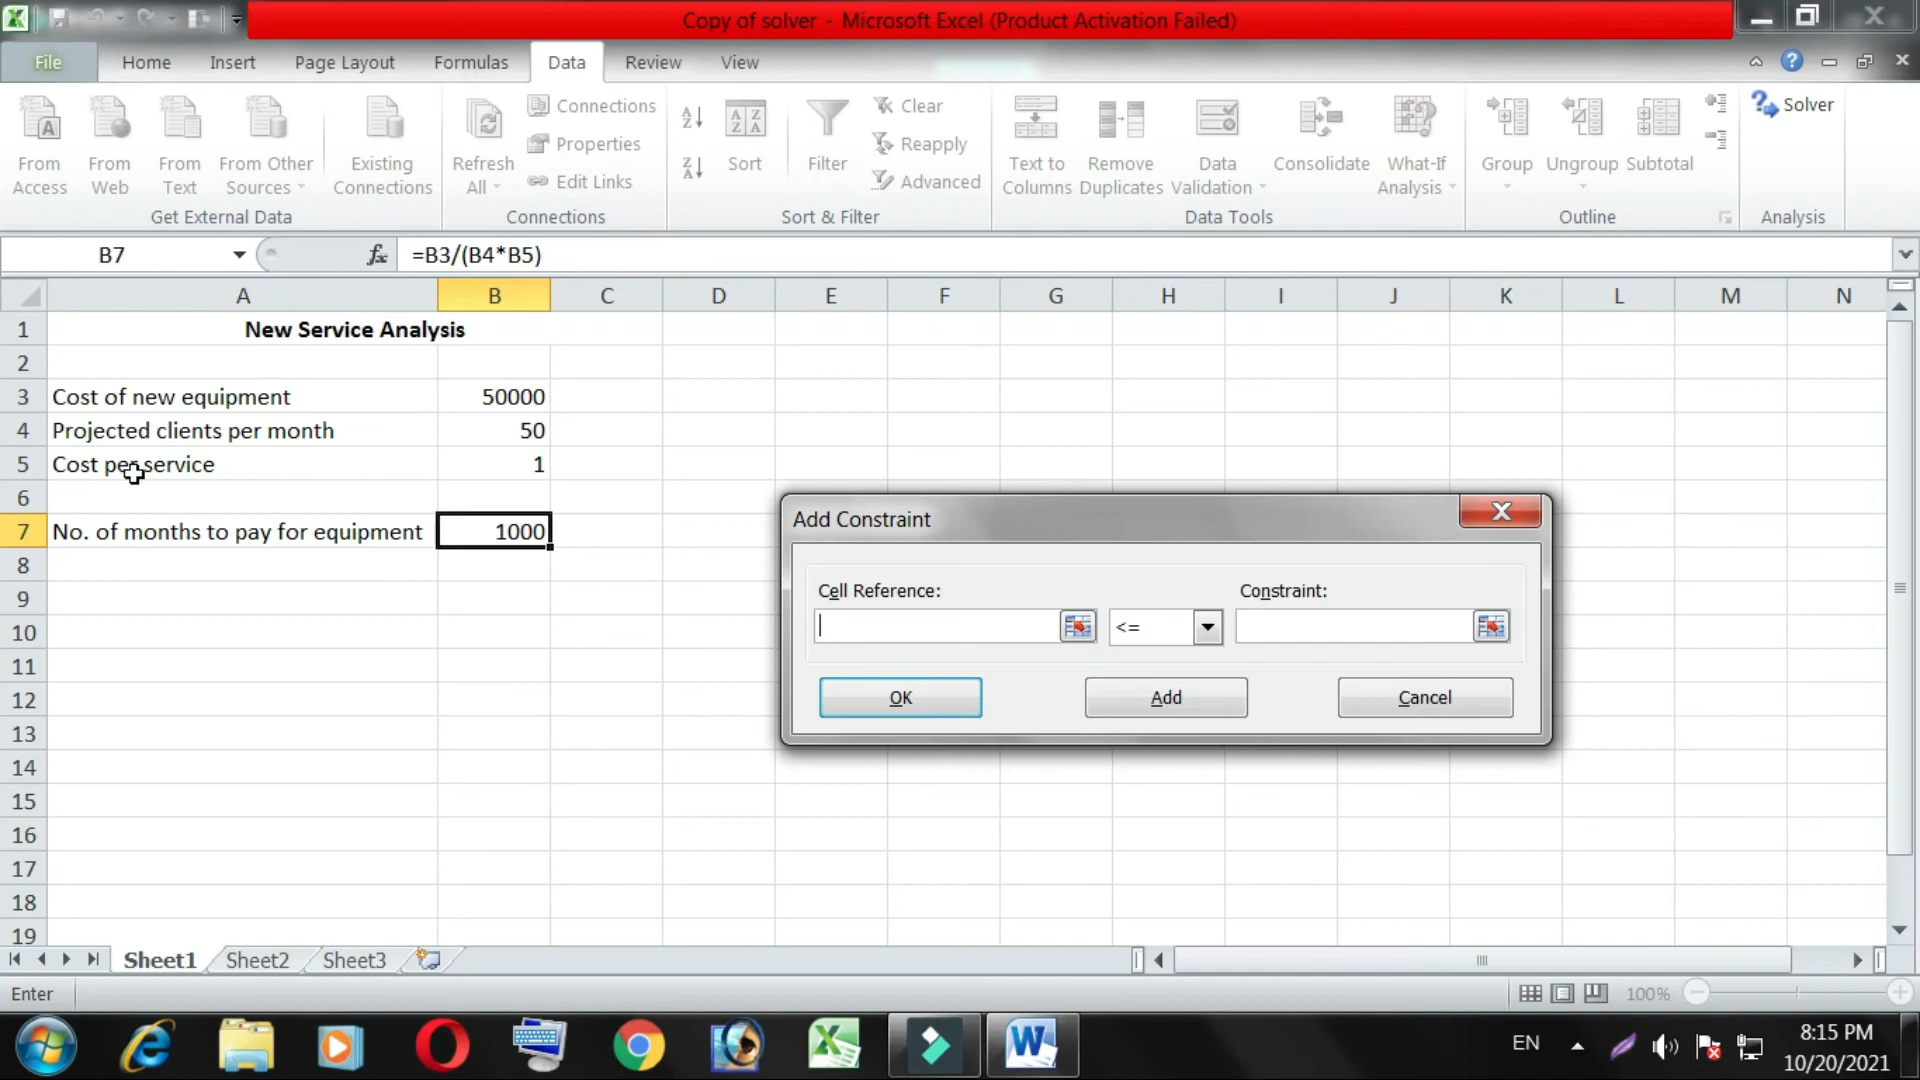 Copy of solver - Microsoft Excel (Product Activation Failed)
File Home Insert Page Layout Formulas Data Review View
From Access
From Web
From Text
From Other Sources
Existing Connections
Get External Data
Refresh All
Connections
Properties
Edit Links
Connections
Sort
Filter
Clear
Reapply
Advanced
Sort & Filter
Text to Columns
Remove Duplicates
Data Validation
Consolidate
What-If Analysis
Data Tools
Group
Ungroup
Subtotal
Outline
Solver
Analysis
B7 fx =B3/(B4*B5)
A B C D E F G H I J K L M N
1 New Service Analysis
2
3 Cost of new equipment 50000
4 Projected clients per month 50
5 Cost per service 1
6
7 No. of months to pay for equipment 1000
8
9
10
11
12
13
14
15
16
17
18
19
Add Constraint
Cell Reference: Constraint:
<=
OK Add Cancel
Sheet1 Sheet2 Sheet3
Enter 100%
EN 8:15 PM
10/20/2021